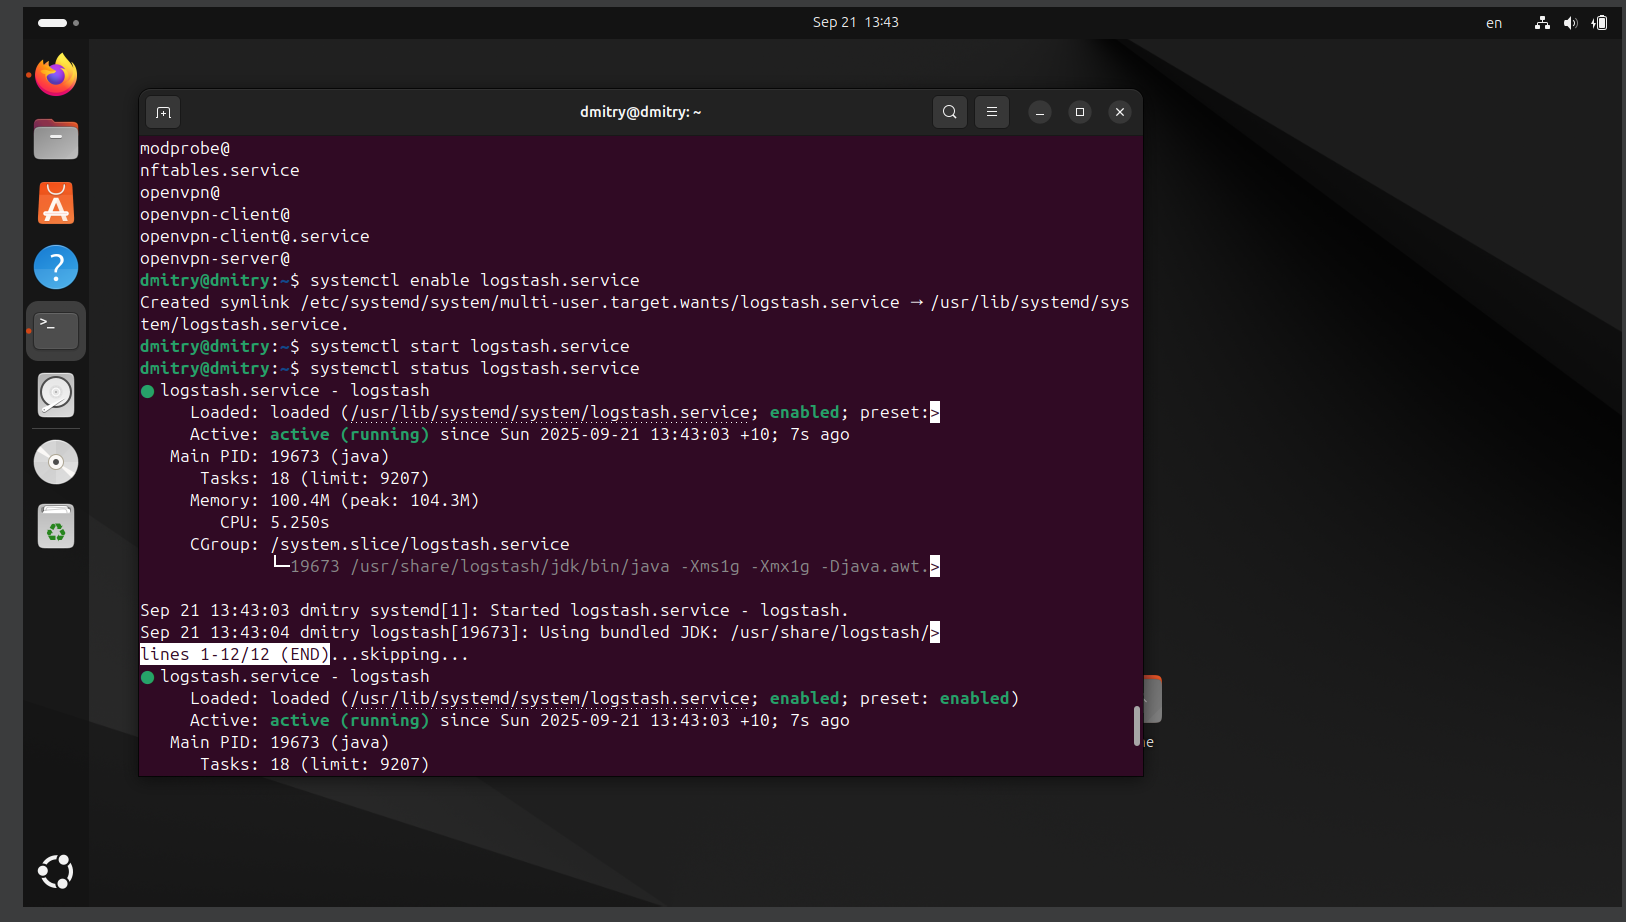 Sep 21 13:43
en
dmitry@dmitry: ~
modprobe@
nftables.service
openvpn@
openvpn-client@
openvpn-client@.service
openvpn-server@
dmitry@dmitry:~$ systemctl enable logstash.service
Created symlink /etc/systemd/system/multi-user.target.wants/logstash.service → /usr/lib/systemd/sys
tem/logstash.service.
dmitry@dmitry:~$ systemctl start logstash.service
dmitry@dmitry:~$ systemctl status logstash.service
● logstash.service - logstash
Loaded: loaded (/usr/lib/systemd/system/logstash.service; enabled; preset:>
Active: active (running) since Sun 2025-09-21 13:43:03 +10; 7s ago
Main PID: 19673 (java)
Tasks: 18 (limit: 9207)
Memory: 100.4M (peak: 104.3M)
CPU: 5.250s
CGroup: /system.slice/logstash.service
└─19673 /usr/share/logstash/jdk/bin/java -Xms1g -Xmx1g -Djava.awt.>
Sep 21 13:43:03 dmitry systemd[1]: Started logstash.service - logstash.
Sep 21 13:43:04 dmitry logstash[19673]: Using bundled JDK: /usr/share/logstash/>
lines 1-12/12 (END)...skipping...
● logstash.service - logstash
Loaded: loaded (/usr/lib/systemd/system/logstash.service; enabled; preset: enabled)
Active: active (running) since Sun 2025-09-21 13:43:03 +10; 7s ago
Main PID: 19673 (java)
Tasks: 18 (limit: 9207)